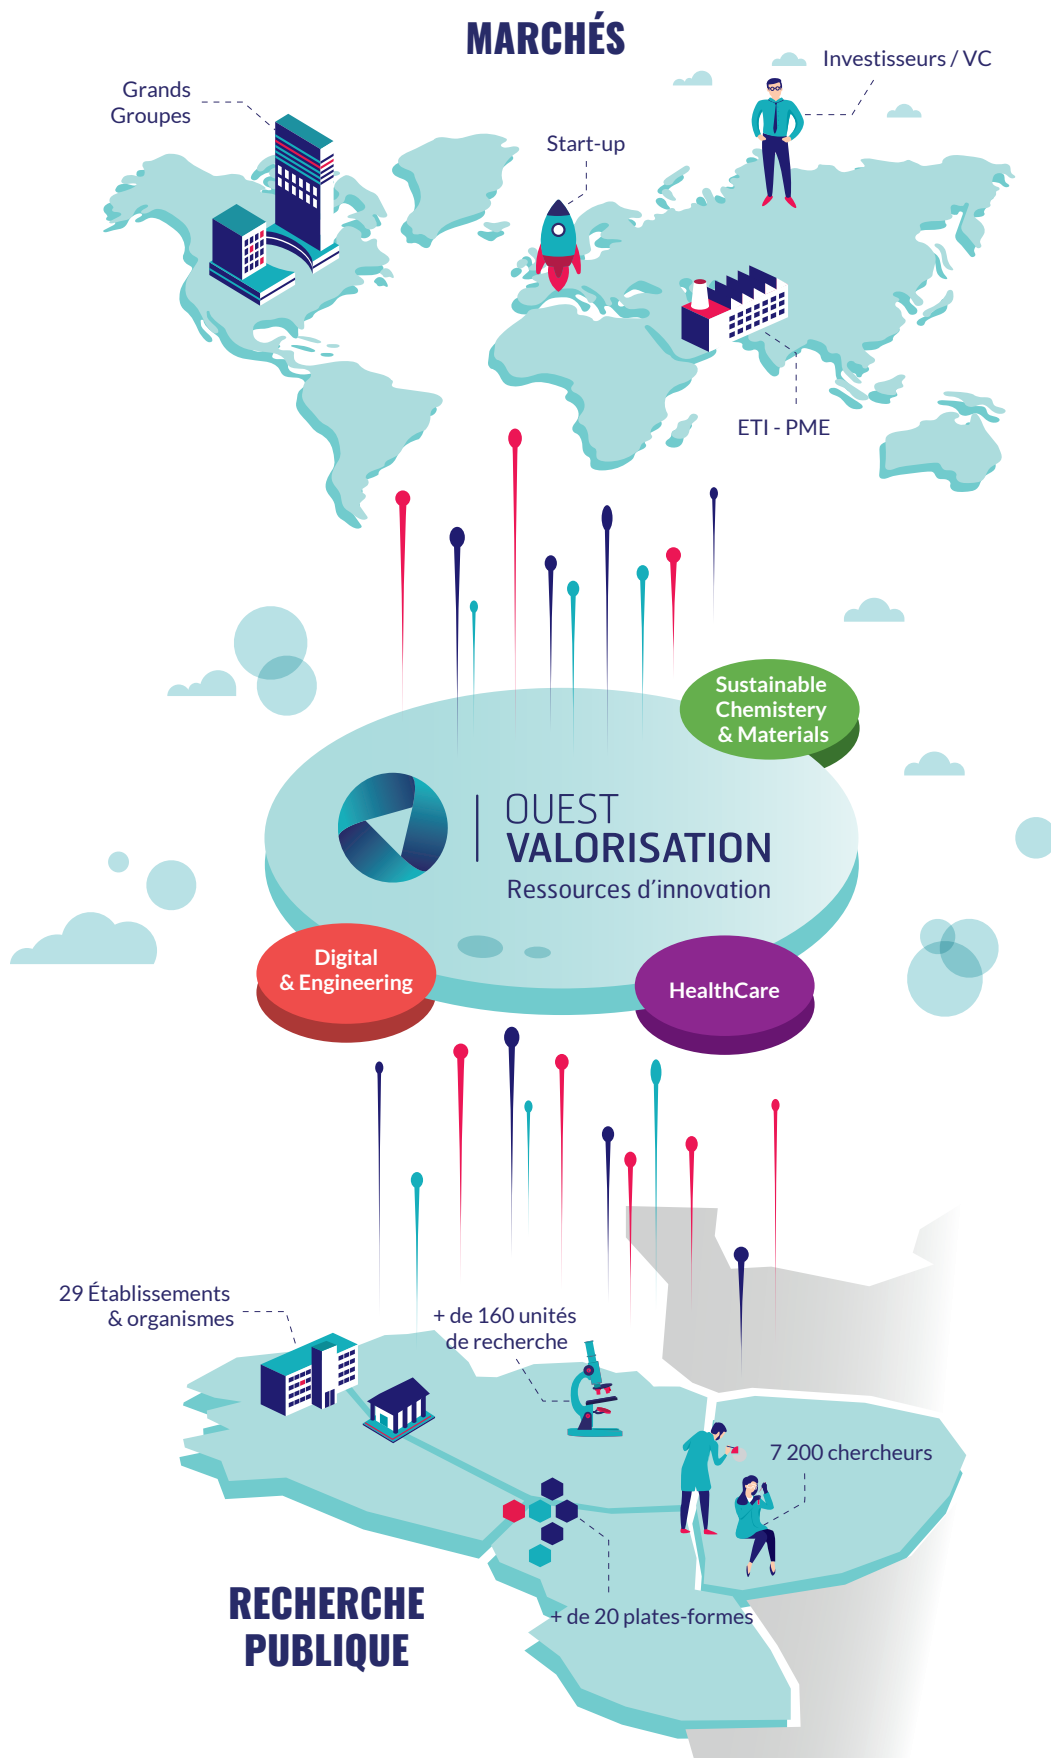 MARCHÉS
Investisseurs / VC
Grands
Groupes
Start-up
ETI - PME
Sustainable
Chemistery
& Materials
OUEST
VALORISATION
Ressources d'innovation
Digital
& Engineering
HealthCare
29 Établissements
& organismes
+ de 160 unités
de recherche
7 200 chercheurs
+ de 20 plates-formes
RECHERCHE
PUBLIQUE